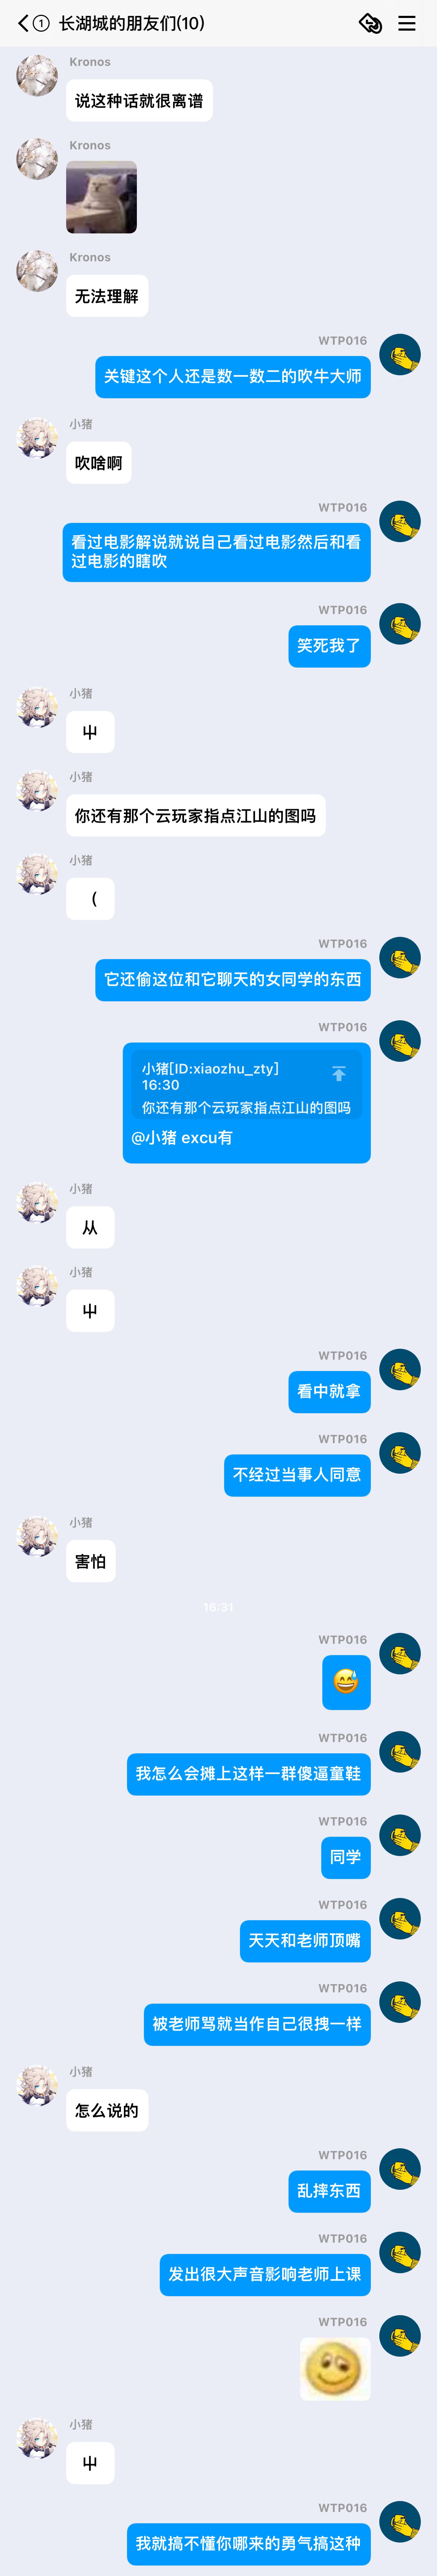 1 长湖城的朋友们(10)
Kronos
说这种话就很离谱
Kronos
Kronos
无法理解
WTP016
关键这个人还是数一数二的吹牛大师
小猪
吹啥啊
WTP016
看过电影解说就说自己看过电影然后和看
过电影的瞎吹
WTP016
笑死我了
小猪
屮
小猪
你还有那个云玩家指点江山的图吗
小猪
（
WTP016
它还偷这位和它聊天的女同学的东西
WTP016
小猪[ID:xiaozhu_zty]
16:30
你还有那个云玩家指点江山的图吗
@小猪 excu有
小猪
从
小猪
屮
WTP016
看中就拿
WTP016
不经过当事人同意
小猪
害怕
16:31
WTP016
WTP016
我怎么会摊上这样一群傻逼童鞋
WTP016
同学
WTP016
天天和老师顶嘴
WTP016
被老师骂就当作自己很拽一样
小猪
怎么说的
WTP016
乱摔东西
WTP016
发出很大声音影响老师上课
WTP016
小猪
屮
WTP016
我就搞不懂你哪来的勇气搞这种